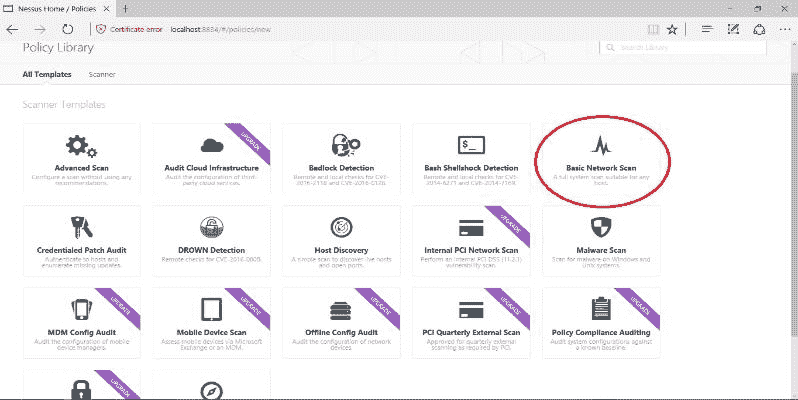 Nessus Home / Policies
Certificate error
localhost:8834/#/policies/new
Policy Library
Search Library
All Templates
Scanner
Scanner Templates
Advanced Scan
Configure a scan without using any
recommendations.
UPGRADE
Audit Cloud Infrastructure
Audit the configuration of third-
party cloud services.
Badlock Detection
Remote and local checks for CVE-
2016-2118 and CVE-2016-0128.
$_
Bash Shellshock Detection
Remote and local checks for CVE-
2014-6271 and CVE-2014-7169.
Basic Network Scan
A full system scan suitable for any
host.
Credentialed Patch Audit
Authenticate to hosts and
enumerate missing updates.
DROWN Detection
Remote checks for CVE-2016-0800.
Host Discovery
A simple scan to discover live hosts
and open ports.
UPGRADE
Internal PCI Network Scan
Perform an internal PCI DSS (11.2.1)
vulnerability scan.
Malware Scan
Scan for malware on Windows and
Unix systems.
UPGRADE
MDM Config Audit
Audit the configuration of mobile
device managers.
UPGRADE
Mobile Device Scan
Assess mobile devices via Microsoft
Exchange or an MDM.
UPGRADE
Offline Config Audit
Audit the configuration of network
devices.
UPGRADE
PCI Quarterly External Scan
Approved for quarterly external
scanning as required by PCI.
UPGRADE
Policy Compliance Auditing
Audit system configurations against
a known baseline.
UPGRADE